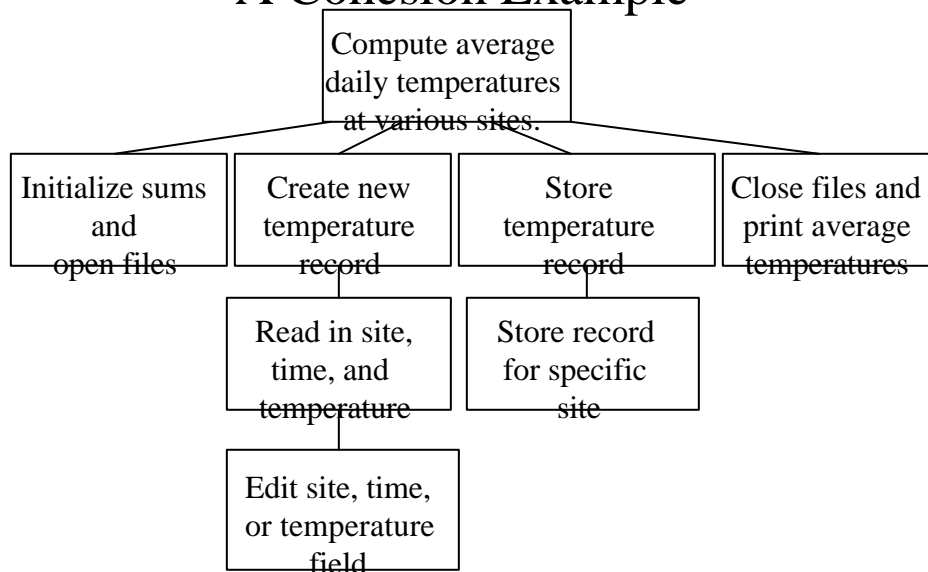 A Cohesion Example
Compute average
daily temperatures
at various sites.
Initialize sums
and
open files
Create new
temperature
record
Store
temperature
record
Close files and
print average
temperatures
Read in site,
time, and
temperature
Store record
for specific
site
Edit site, time,
or temperature
field